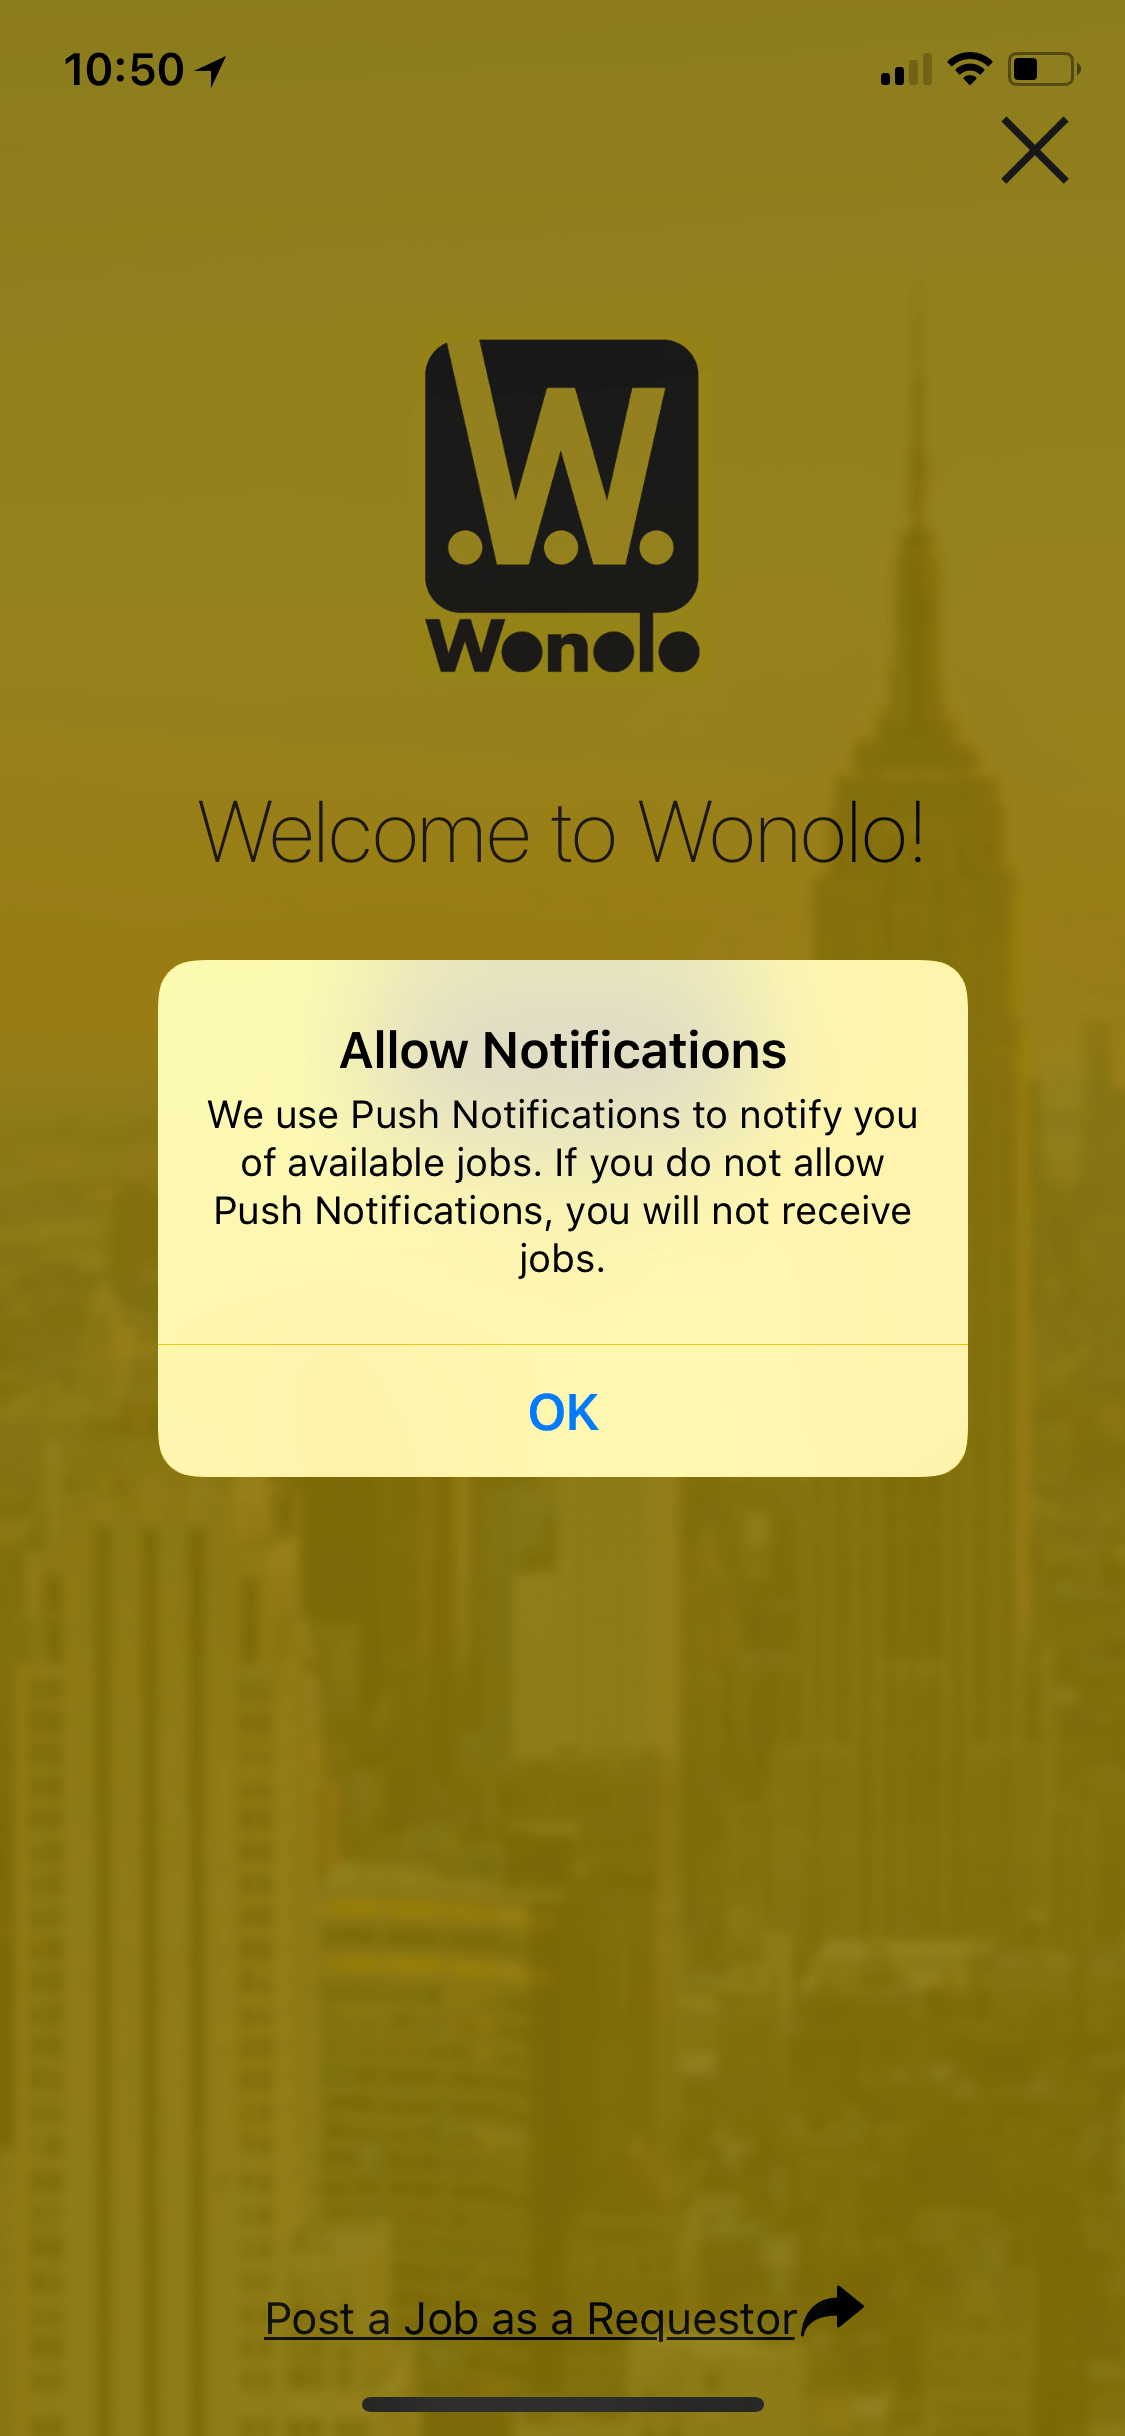 10:50
W
Wonolo
Welcome to Wonolo!
Allow Notifications
We use Push Notifications to notify you
of available jobs. If you do not allow
Push Notifications, you will not receive
jobs.
OK
Post a Job as a Requestor